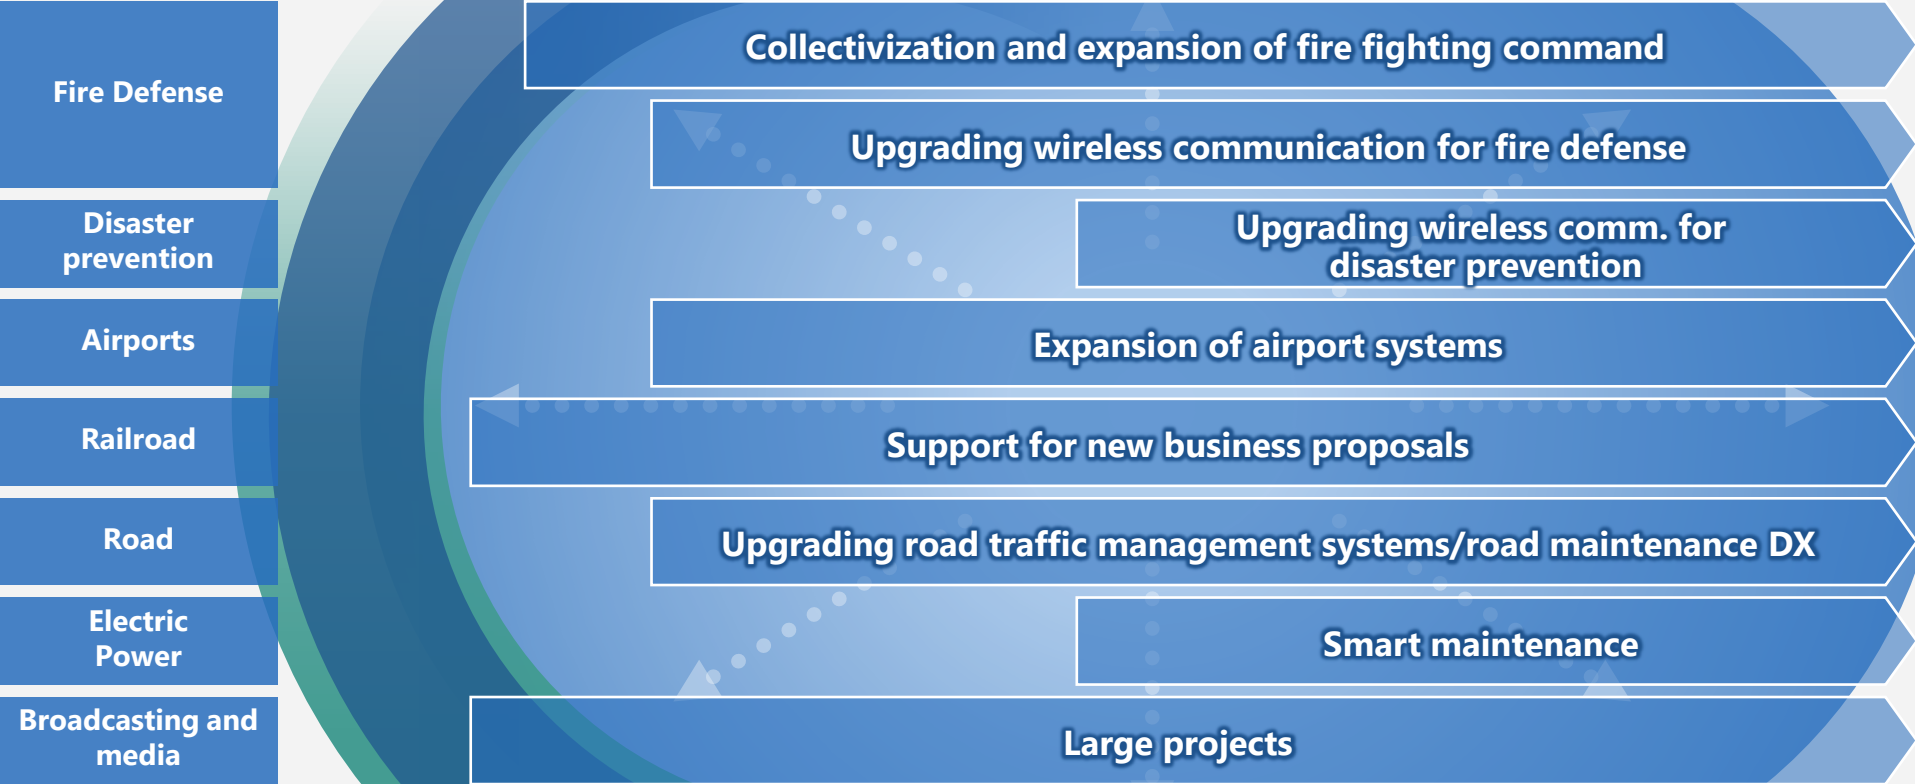 Fire Defense
Collectivization and expansion of fire fighting command
Upgrading wireless communication for fire defense
Disaster
prevention
Upgrading wireless comm. for
disaster prevention
Airports
Expansion of airport systems
Railroad
Support for new business proposals
Road
Upgrading road traffic management systems/road maintenance DX
Electric
Power
Smart maintenance
Broadcasting and
media
Large projects